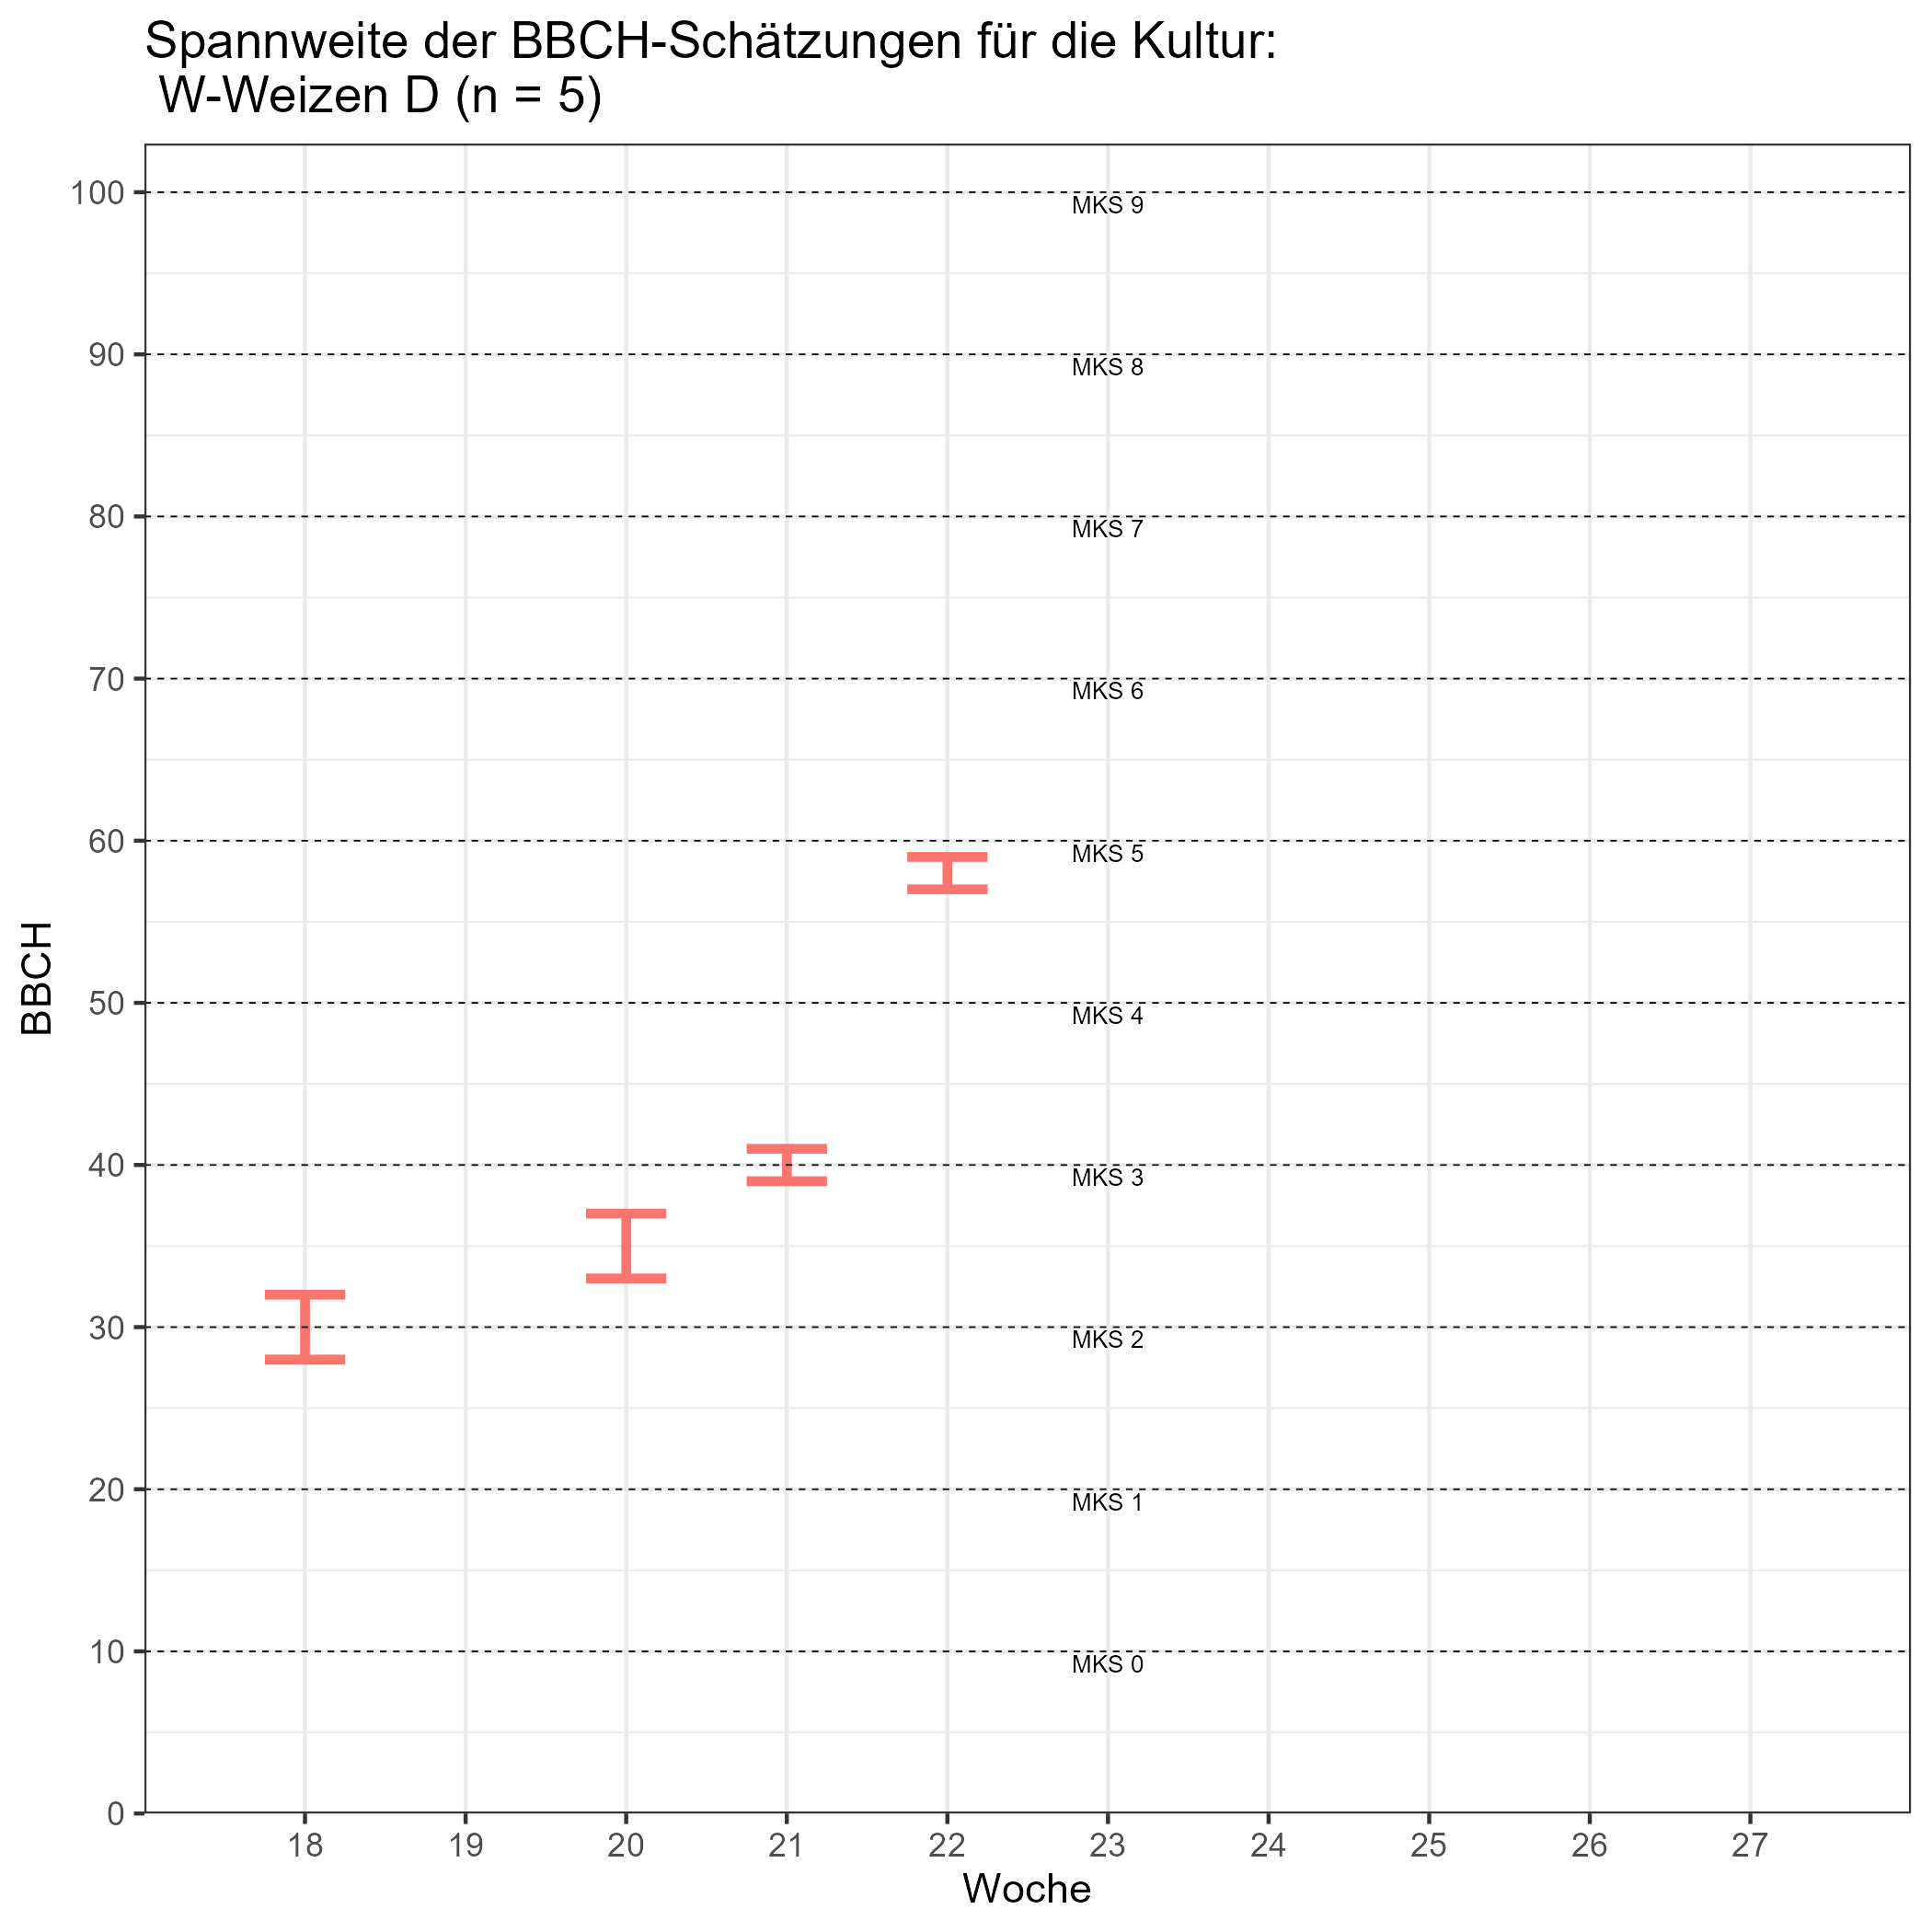 Spannweite der BBCH-Schätzungen für die Kultur:
W-Weizen D (n = 5)
100
MKS 9
90
MKS 8
80
MKS 7
70
MKS 6
60
MKS 5
50
MKS 4
40
MKS 3
30
MKS 2
20
MKS 1
10
MKS 0
0
BBCH
18 19 20 21 22 23 24 25 26 27
Woche